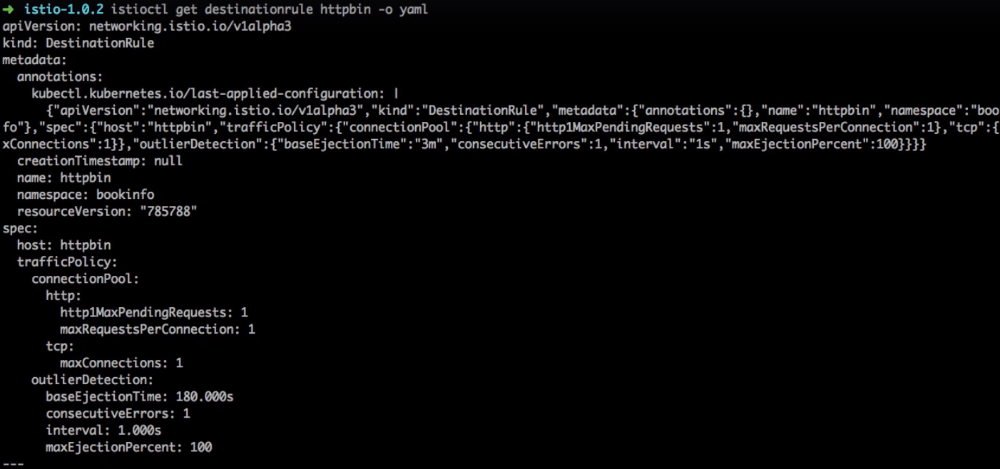 ➜ istio-1.0.2 istioctl get destinationrule httpbin -o yaml
apiVersion: networking.istio.io/v1alpha3
kind: DestinationRule
metadata:
  annotations:
    kubectl.kubernetes.io/last-applied-configuration: |
      {"apiVersion":"networking.istio.io/v1alpha3","kind":"DestinationRule","metadata":{"annotations":{},"name":"httpbin","namespace":"boo
fo"},"spec":{"host":"httpbin","trafficPolicy":{"connectionPool":{"http":{"http1MaxPendingRequests":1,"maxRequestsPerConnection":1},"tcp":{
xConnections":1}},"outlierDetection":{"baseEjectionTime":"3m","consecutiveErrors":1,"interval":"1s","maxEjectionPercent":100}}}}
  creationTimestamp: null
  name: httpbin
  namespace: bookinfo
  resourceVersion: "785788"
spec:
  host: httpbin
  trafficPolicy:
    connectionPool:
      http:
        http1MaxPendingRequests: 1
        maxRequestsPerConnection: 1
      tcp:
        maxConnections: 1
    outlierDetection:
      baseEjectionTime: 180.000s
      consecutiveErrors: 1
      interval: 1.000s
      maxEjectionPercent: 100
---